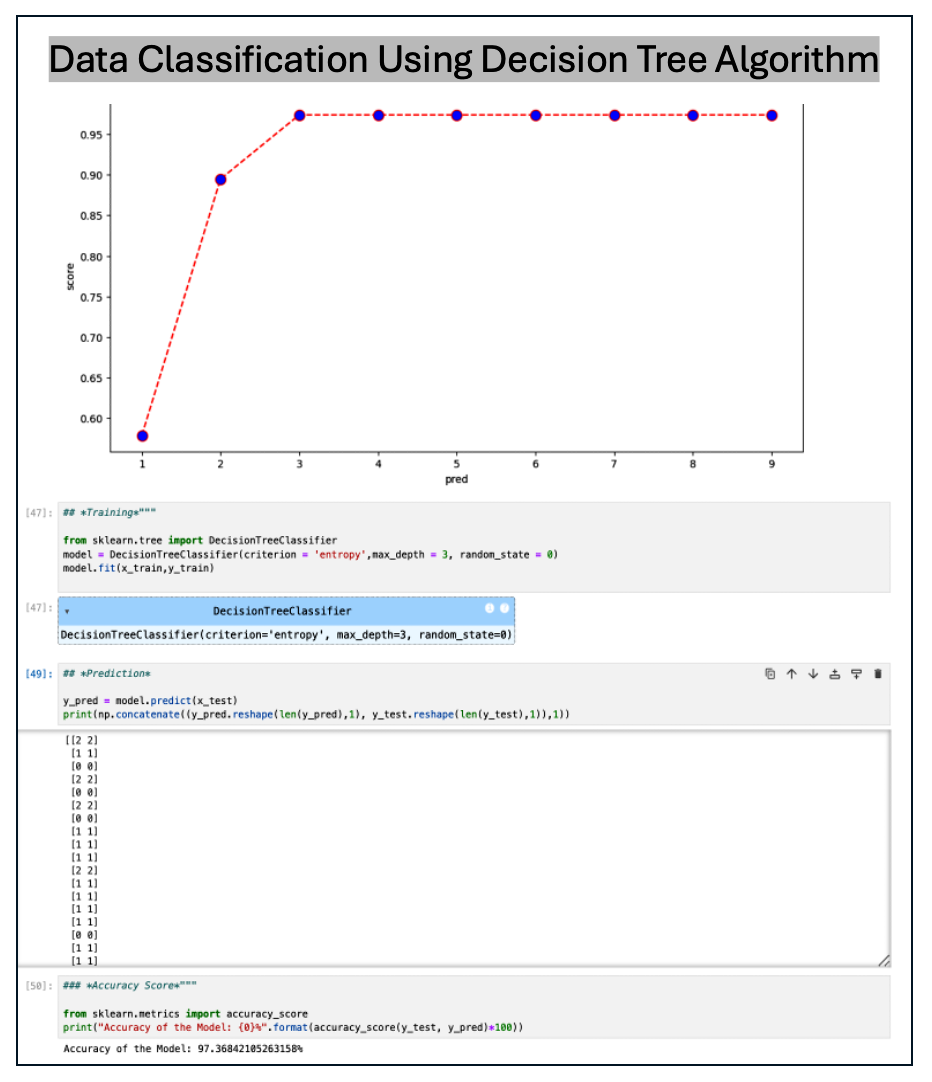 Data Classification Using Decision Tree Algorithm
0.95
0.90
0.85
0.80
0.75
0.70
0.65
0.60
score
1 2 3 4 5 6 7 8 9
pred
[47]: ## *Training*"""
from sklearn.tree import DecisionTreeClassifier
model = DecisionTreeClassifier(criterion = 'entropy',max_depth = 3, random_state = 0)
model.fit(x_train,y_train)
[47]: ▾ DecisionTreeClassifier
DecisionTreeClassifier(criterion='entropy', max_depth=3, random_state=0)
[49]: ## *Prediction*
y_pred = model.predict(x_test)
print(np.concatenate((y_pred.reshape(len(y_pred),1), y_test.reshape(len(y_test),1)),1))
[[2 2]
[1 1]
[0 0]
[2 2]
[0 0]
[2 2]
[0 0]
[1 1]
[1 1]
[1 1]
[2 2]
[1 1]
[1 1]
[1 1]
[1 1]
[0 0]
[1 1]
[1 1]
[50]: ### *Accuracy Score*"""
from sklearn.metrics import accuracy_score
print("Accuracy of the Model: {0}%".format(accuracy_score(y_test, y_pred)*100))
Accuracy of the Model: 97.36842105263158%